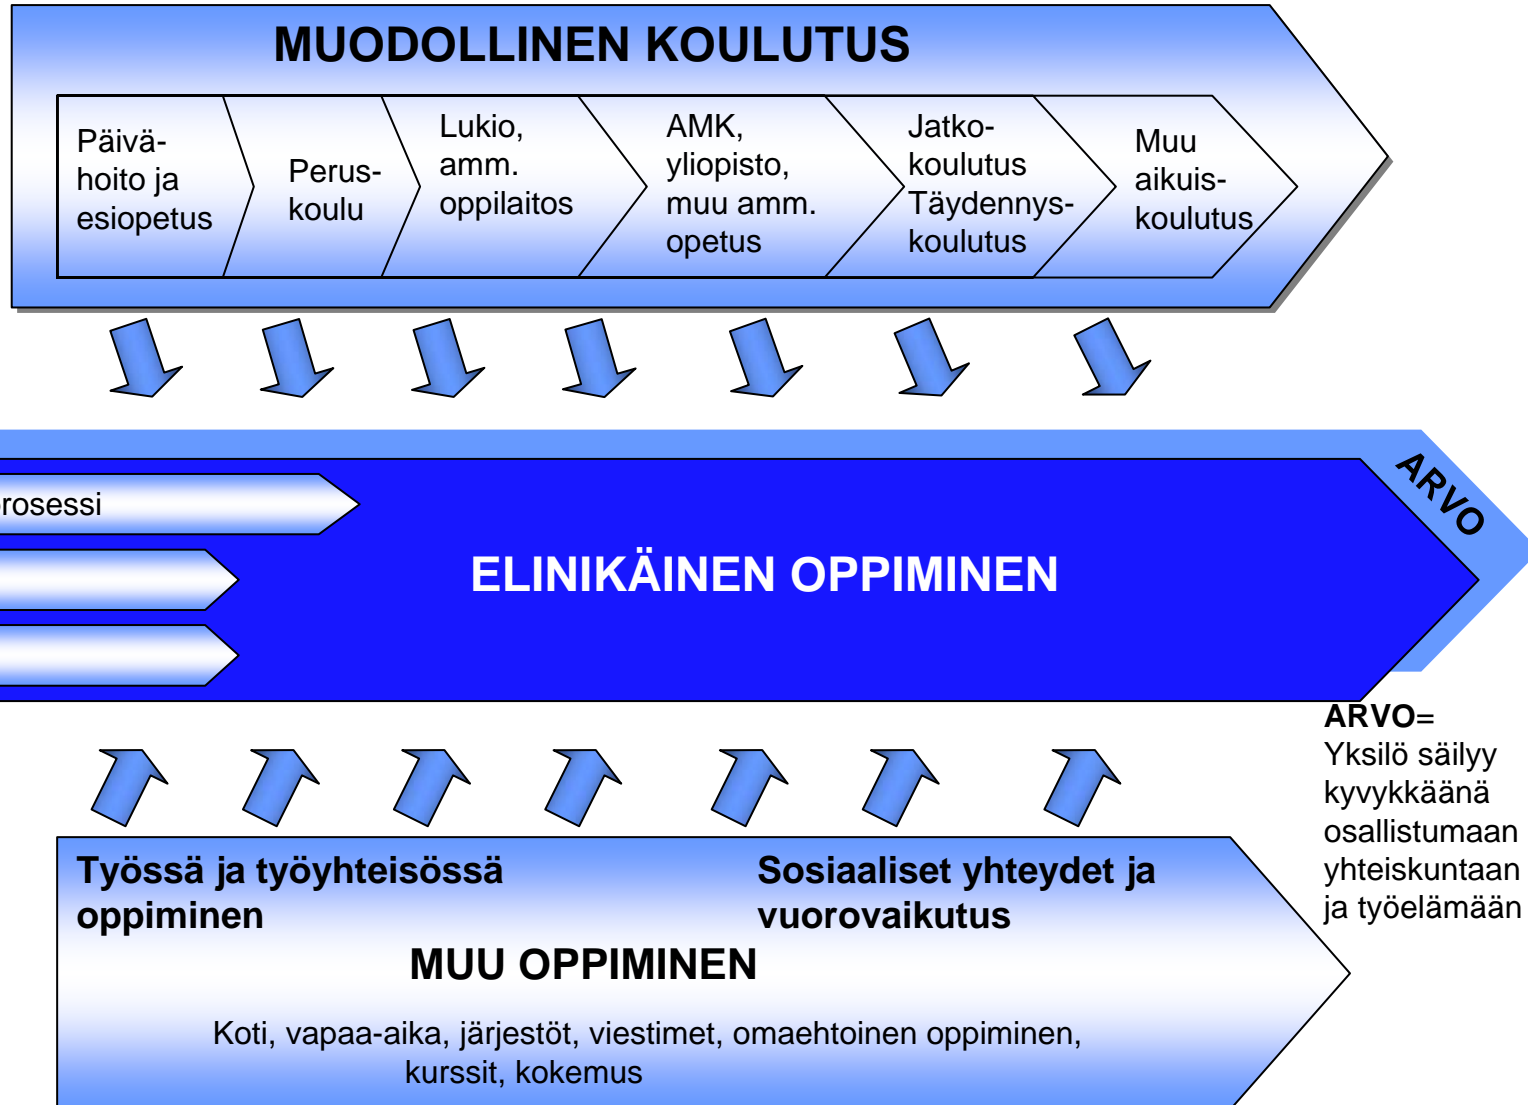 MUODOLLINEN KOULUTUS
Päivä-
hoito ja
esiopetus
Perus-
koulu
Lukio,
amm.
oppilaitos
AMK,
yliopisto,
muu amm.
opetus
Jatko-
koulutus
Täydennys-
koulutus
Muu
aikuis-
koulutus
ARVO
rosessi
ELINIKÄINEN OPPIMINEN
ARVO=
Yksilö säilyy
kyvykkäänä
osallistumaan
yhteiskuntaan
ja työelämään
Työssä ja työyhteisössä
oppiminen
Sosiaaliset yhteydet ja
vuorovaikutus
MUU OPPIMINEN
Koti, vapaa-aika, järjestöt, viestimet, omaehtoinen oppiminen,
kurssit, kokemus